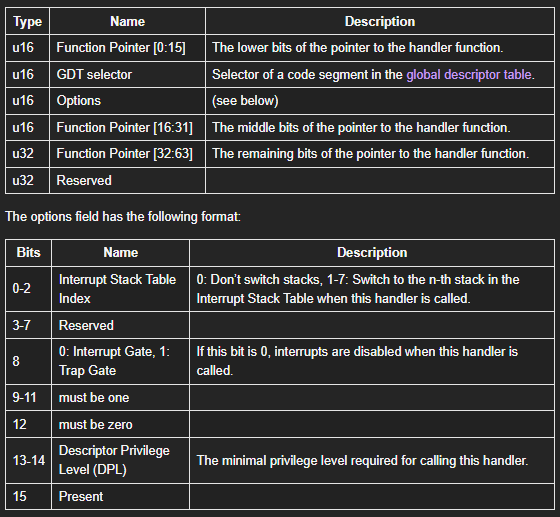 Type Name Description
u16 Function Pointer [0:15] The lower bits of the pointer to the handler function.
u16 GDT selector Selector of a code segment in the global descriptor table.
u16 Options (see below)
u16 Function Pointer [16:31] The middle bits of the pointer to the handler function.
u32 Function Pointer [32:63] The remaining bits of the pointer to the handler function.
u32 Reserved
The options field has the following format:
Bits Name Description
0-2 Interrupt Stack Table Index 0: Don’t switch stacks, 1-7: Switch to the n-th stack in the Interrupt Stack Table when this handler is called.
3-7 Reserved
8 0: Interrupt Gate, 1: Trap Gate If this bit is 0, interrupts are disabled when this handler is called.
9-11 must be one
12 must be zero
13-14 Descriptor Privilege Level (DPL) The minimal privilege level required for calling this handler.
15 Present